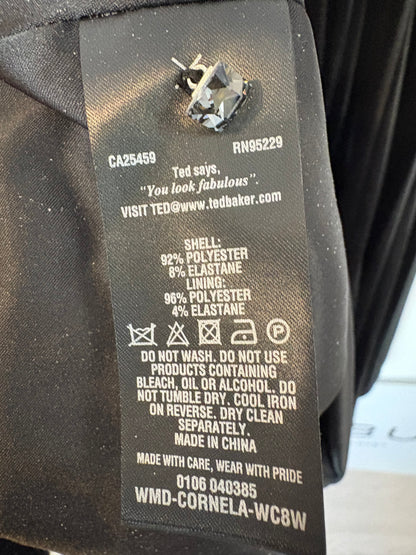 CA25459 RN95229
Ted says,
"You look fabulous".
VISIT TED@www.tedbaker.com
SHELL:
92% POLYESTER
8% ELASTANE
LINING:
96% POLYESTER
4% ELASTANE
P
DO NOT WASH. DO NOT USE
PRODUCTS CONTAINING
BLEACH, OIL OR ALCOHOL. DO
NOT TUMBLE DRY. COOL IRON
ON REVERSE. DRY CLEAN
SEPARATELY.
MADE IN CHINA
MADE WITH CARE, WEAR WITH PRIDE
0106 040385
WMD-CORNELA-WC8W